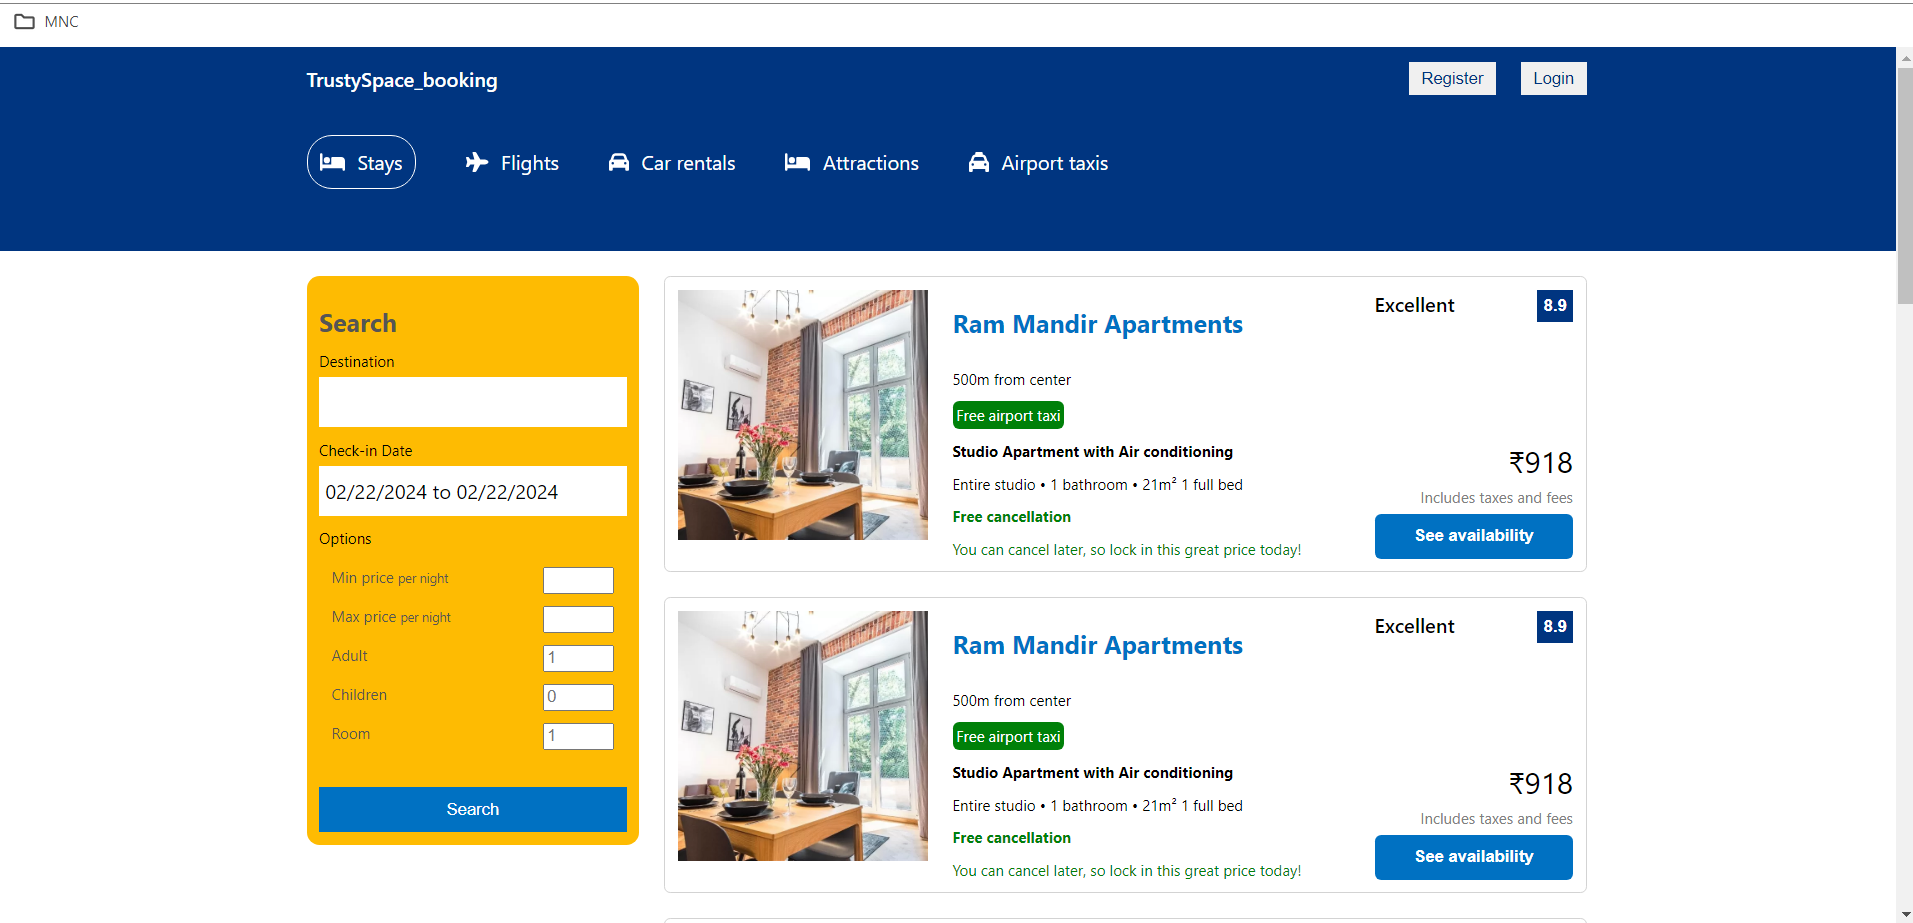 MNC
TrustySpace_booking
Register
Login
Stays
Flights
Car rentals
Attractions
Airport taxis
Search
Destination
Check-in Date
02/22/2024 to 02/22/2024
Options
Min price per night
Max price per night
Adult
1
Children
0
Room
1
Search
Ram Mandir Apartments
Excellent
8.9
500m from center
Free airport taxi
Studio Apartment with Air conditioning
Entire studio • 1 bathroom • 21m² 1 full bed
Free cancellation
You can cancel later, so lock in this great price today!
₹918
Includes taxes and fees
See availability
Ram Mandir Apartments
Excellent
8.9
500m from center
Free airport taxi
Studio Apartment with Air conditioning
Entire studio • 1 bathroom • 21m² 1 full bed
Free cancellation
You can cancel later, so lock in this great price today!
₹918
Includes taxes and fees
See availability